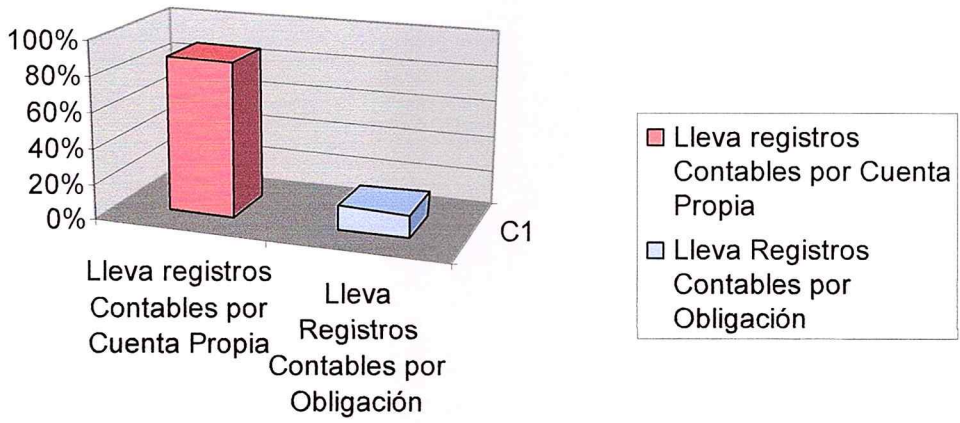 100%
80%
60%
40%
20%
0%
C1
Lleva registros
Contables por
Cuenta Propia
Lleva
Registros
Contables por
Obligación
Lleva registros
Contables por Cuenta
Propia
Lleva Registros
Contables por
Obligación